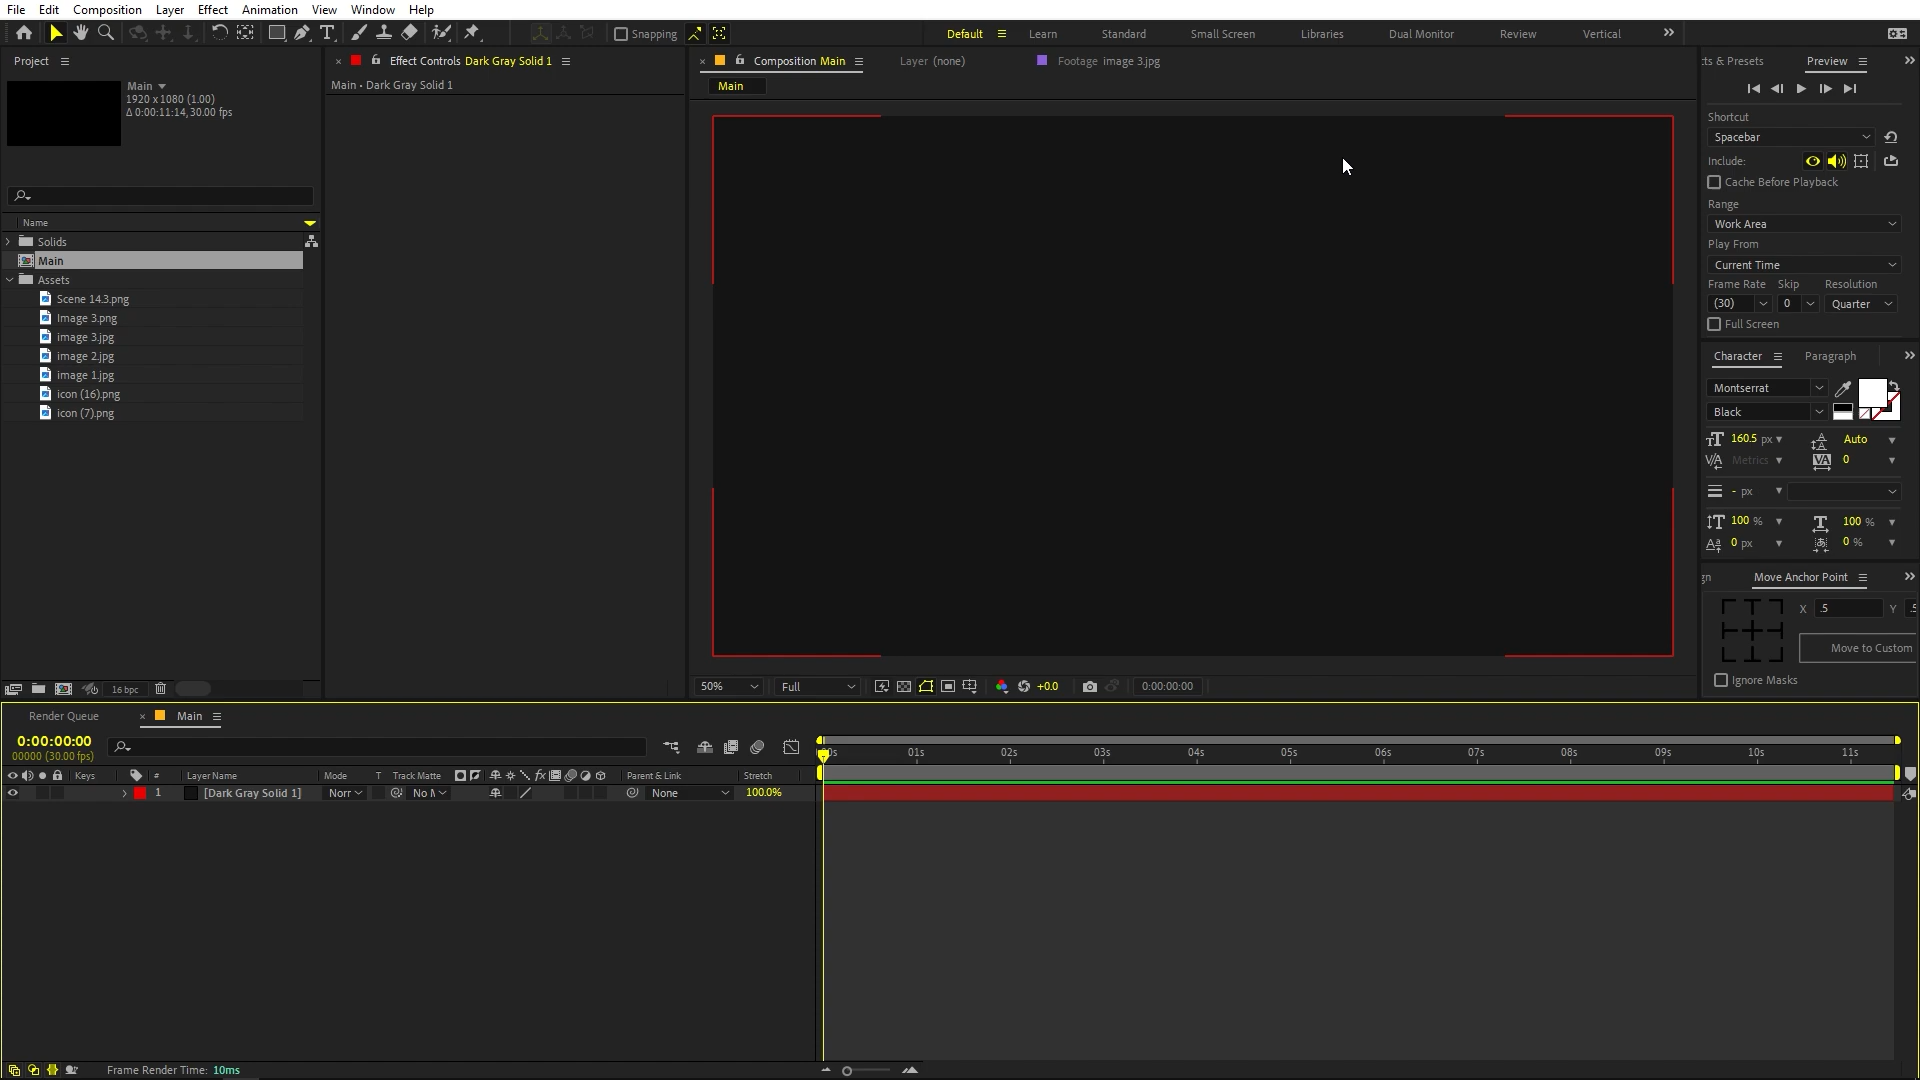 File Edit Composition Layer Effect Animation View Window Help
Snapping
Default Learn Standard Small Screen Libraries Dual Monitor Review Vertical
Project
Main
1920 x 1080 (1.00)
Δ 0:00:11:14, 30.00 fps
Name
Solids
Main
Assets
Scene 14.3.png
Image 3.png
image 3.jpg
image 2.jpg
image 1.jpg
icon (16).png
icon (7).png
16 bpc
Effect Controls Dark Gray Solid 1
Main • Dark Gray Solid 1
Composition Main Layer (none) Footage image 3.jpg
Main
50% Full +0.0 0:00:00:00
ts & Presets Preview
Shortcut
Spacebar
Include:
Cache Before Playback
Range
Work Area
Play From
Current Time
Frame Rate Skip Resolution
(30) 0 Quarter
Full Screen
Character Paragraph
Montserrat
Black
160.5 px Auto
Metrics 0
- px
100 % 100 %
0 px 0 %
gn Move Anchor Point
X .5 Y .5
Move to Custom
Ignore Masks
Render Queue Main
0:00:00:00
00000 (30.00 fps)
Keys # Layer Name Mode T Track Matte fx Parent & Link Stretch
1 [Dark Gray Solid 1] Norr No M None 100.0%
00s 01s 02s 03s 04s 05s 06s 07s 08s 09s 10s 11s
Frame Render Time: 10ms